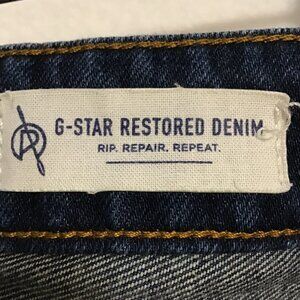 G-STAR RESTORED DENIM
RIP. REPAIR. REPEAT.